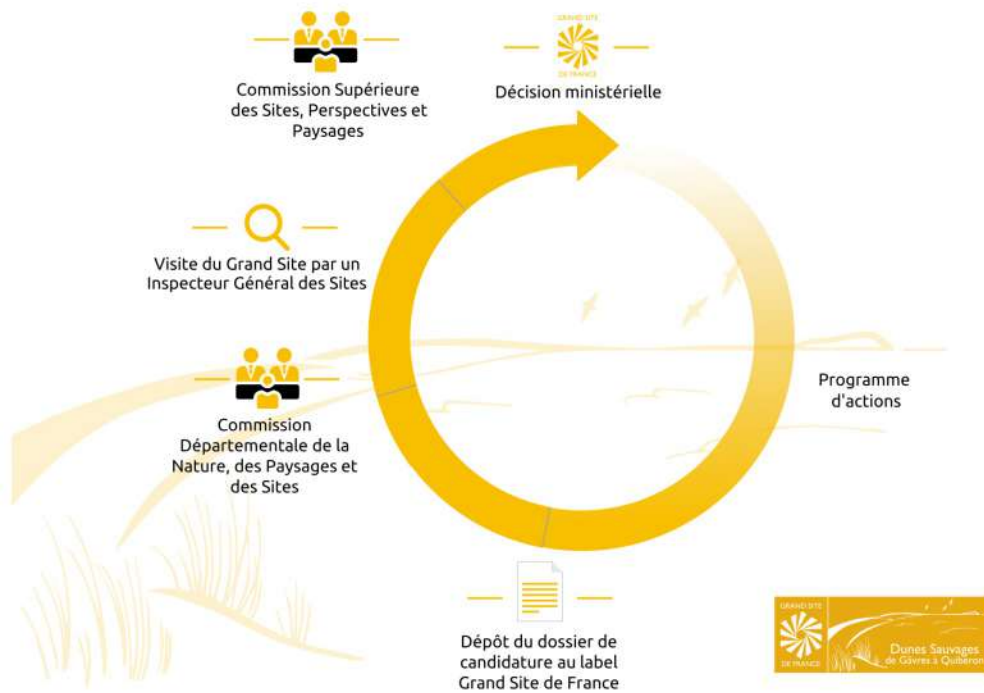 GRAND SITE
DE FRANCE
Commission Supérieure
des Sites, Perspectives et
Paysages
Décision ministérielle
Visite du Grand Site par un
Inspecteur Général des Sites
Programme
d'actions
Commission
Départementale de la
Nature, des Paysages et
des Sites
Dépôt du dossier de
candidature au label
Grand Site de France
GRAND SITE
DE FRANCE
Dunes Sauvages
de Gâvres à Quiberon